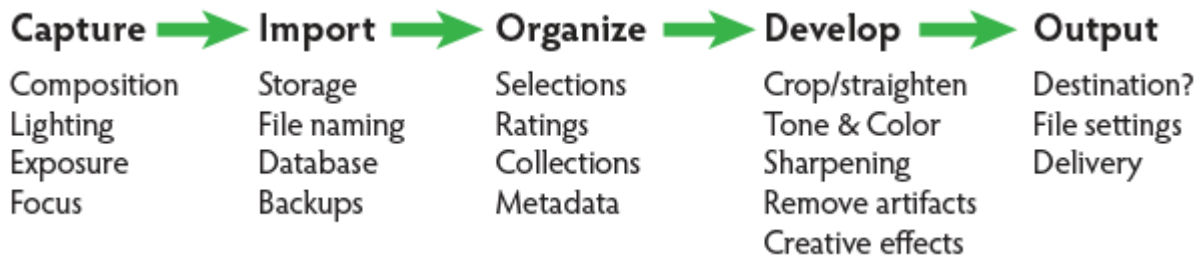 Capture Import Organize Develop Output
Composition Storage Selections Crop/straighten Destination?
Lighting File naming Ratings Tone & Color File settings
Exposure Database Collections Sharpening Delivery
Focus Backups Metadata Remove artifacts
Creative effects